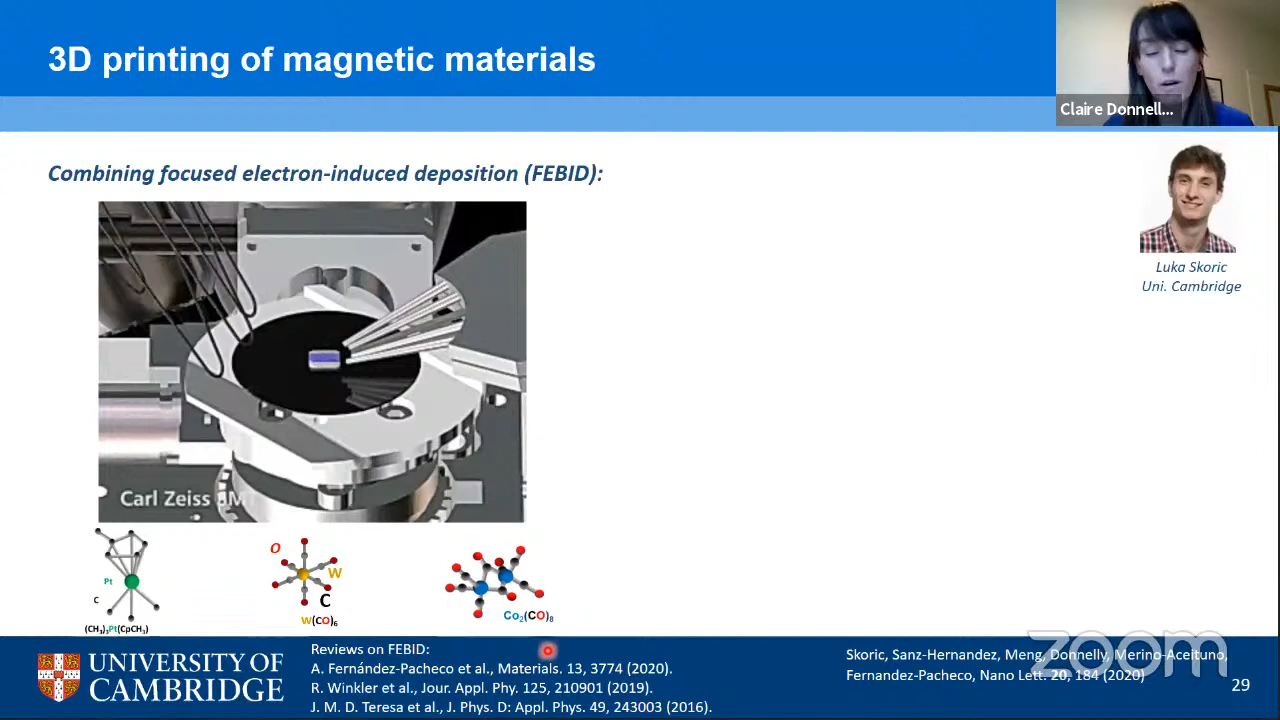 3D printing of magnetic materials
Claire Donnell...
Combining focused electron-induced deposition (FEBID):
Luka Skoric
Uni. Cambridge
Carl Zeiss SMT
Pt
C
(CH3)3Pt(CpCH3)
O
W
C
W(CO)6
Co2(CO)8
UNIVERSITY OF
CAMBRIDGE
Reviews on FEBID:
A. Fernández-Pacheco et al., Materials. 13, 3774 (2020).
R. Winkler et al., Jour. Appl. Phy. 125, 210901 (2019).
J. M. D. Teresa et al., J. Phys. D: Appl. Phys. 49, 243003 (2016).
Skoric, Sanz-Hernandez, Meng, Donnelly, Merino-Aceituno,
Fernandez-Pacheco, Nano Lett. 20, 184 (2020)
zoom
29